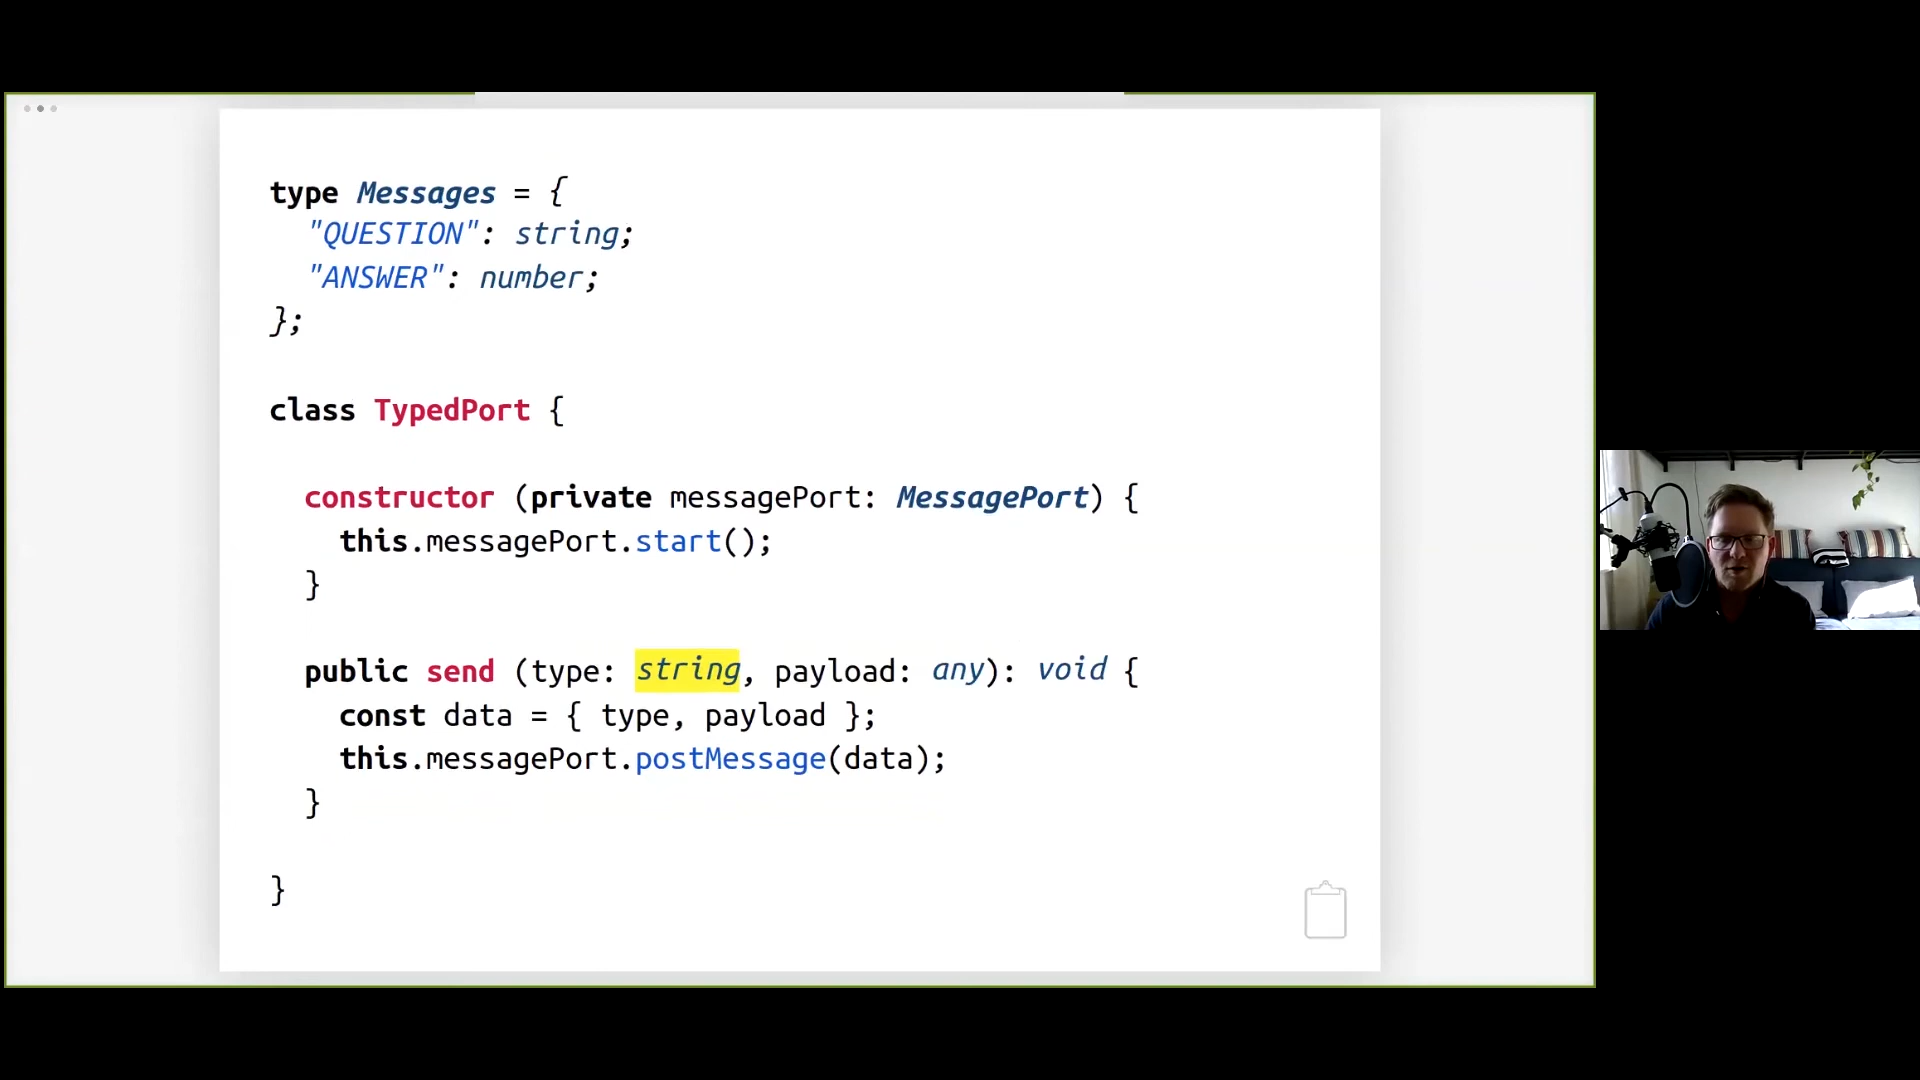 type Messages = {
"QUESTION": string;
"ANSWER": number;
};
class TypedPort {
constructor (private messagePort: MessagePort) {
this.messagePort.start();
}
public send (type: string, payload: any): void {
const data = { type, payload };
this.messagePort.postMessage(data);
}
}